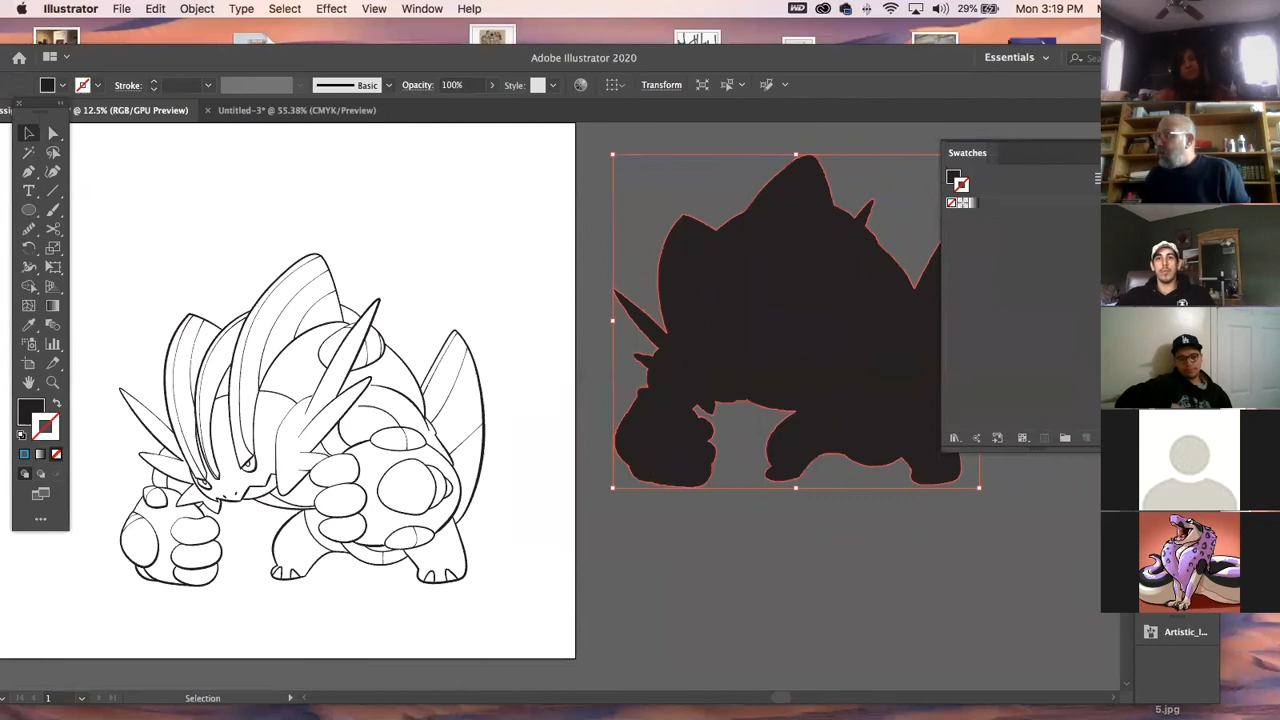 Illustrator File Edit Object Type Select Effect View Window Help
29% Mon 3:19 PM
Adobe Illustrator 2020
Essentials
Stroke: Basic Opacity: 100% Style: Transform
@ 12.5% (RGB/GPU Preview) × Untitled-3* @ 55.38% (CMYK/Preview)
Swatches
Artistic_I...
1 Selection
5.jpg